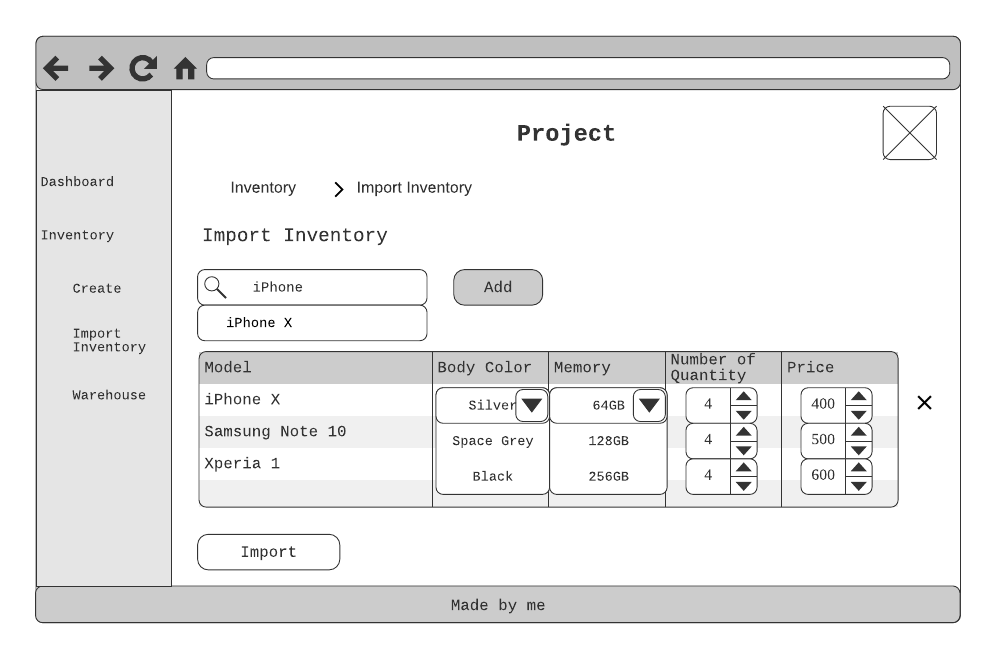 Project
Dashboard
Inventory
Create
Import
Inventory
Warehouse
Inventory Import Inventory
Import Inventory
iPhone Add
iPhone X
Model Body Color Memory Number of Quantity Price
iPhone X Silver 64GB 4 400
Samsung Note 10 Space Grey 128GB 4 500
Xperia 1 Black 256GB 4 600
Import
Made by me